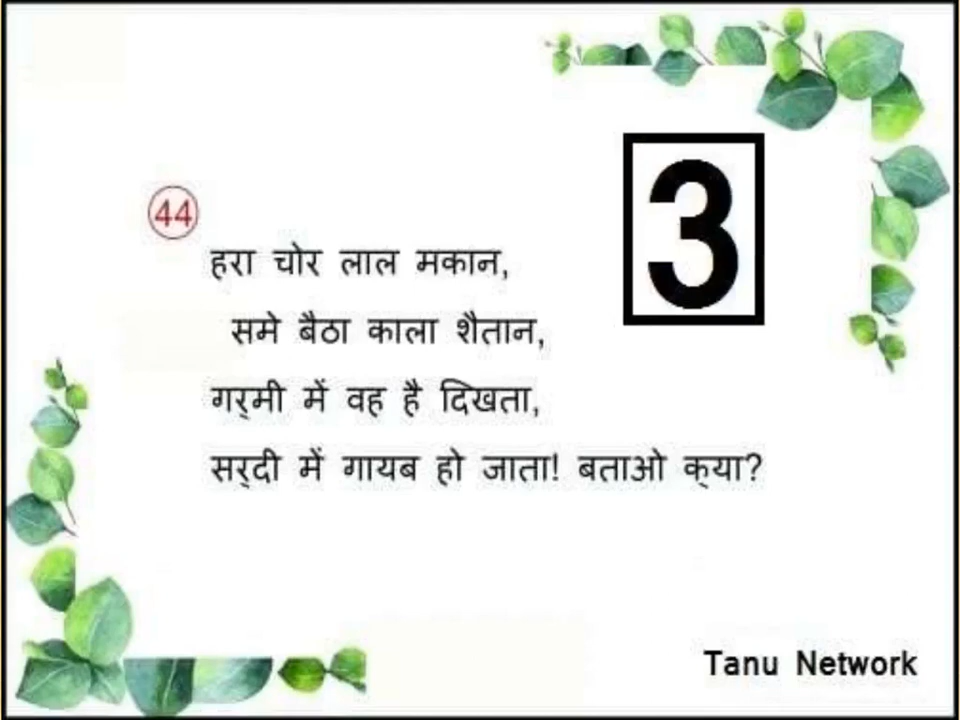 3
44
हरा चोर लाल मकान,
समे बैठा काला शैतान,
गर्‌मी में वह है दिखता,
सर्‌दी में गायब हो जाता! बताओ क्‌या?
Tanu Network